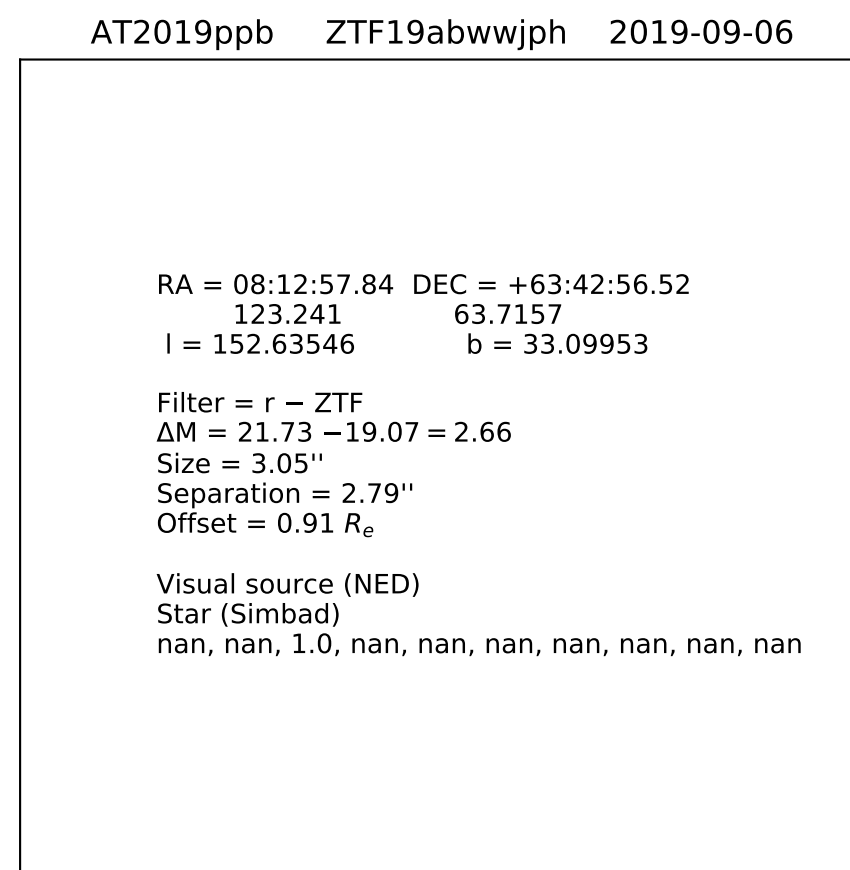 AT2019ppb ZTF19abwwjph 2019-09-06
RA = 08:12:57.84 DEC = +63:42:56.52
123.241 63.7157
l = 152.63546 b = 33.09953
Filter = r − ZTF
ΔM = 21.73 −19.07 = 2.66
Size = 3.05''
Separation = 2.79''
Offset = 0.91 Re
Visual source (NED)
Star (Simbad)
nan, nan, 1.0, nan, nan, nan, nan, nan, nan, nan